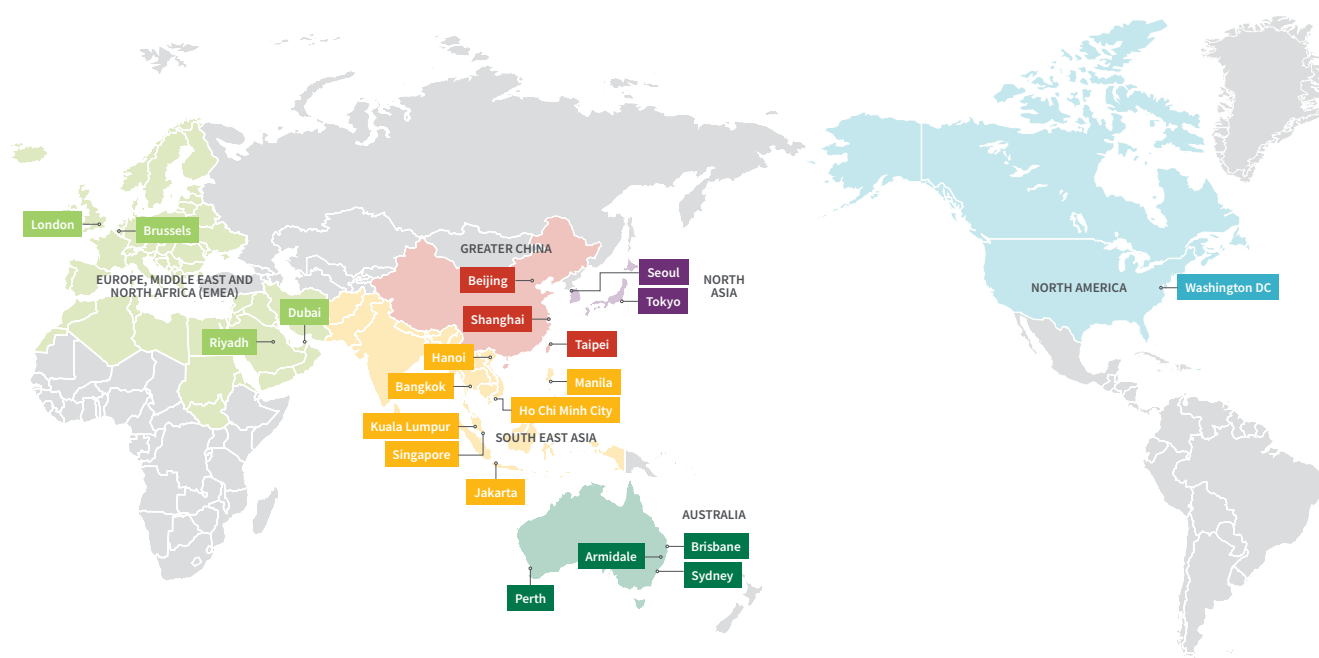 London
Brussels
EUROPE, MIDDLE EAST AND
NORTH AFRICA (EMEA)
Dubai
Riyadh
GREATER CHINA
Beijing
Shanghai
Taipei
Seoul
Tokyo
NORTH
ASIA
Hanoi
Bangkok
Manila
Ho Chi Minh City
Kuala Lumpur
Singapore
SOUTH EAST ASIA
Jakarta
AUSTRALIA
Brisbane
Armidale
Sydney
Perth
NORTH AMERICA
Washington DC